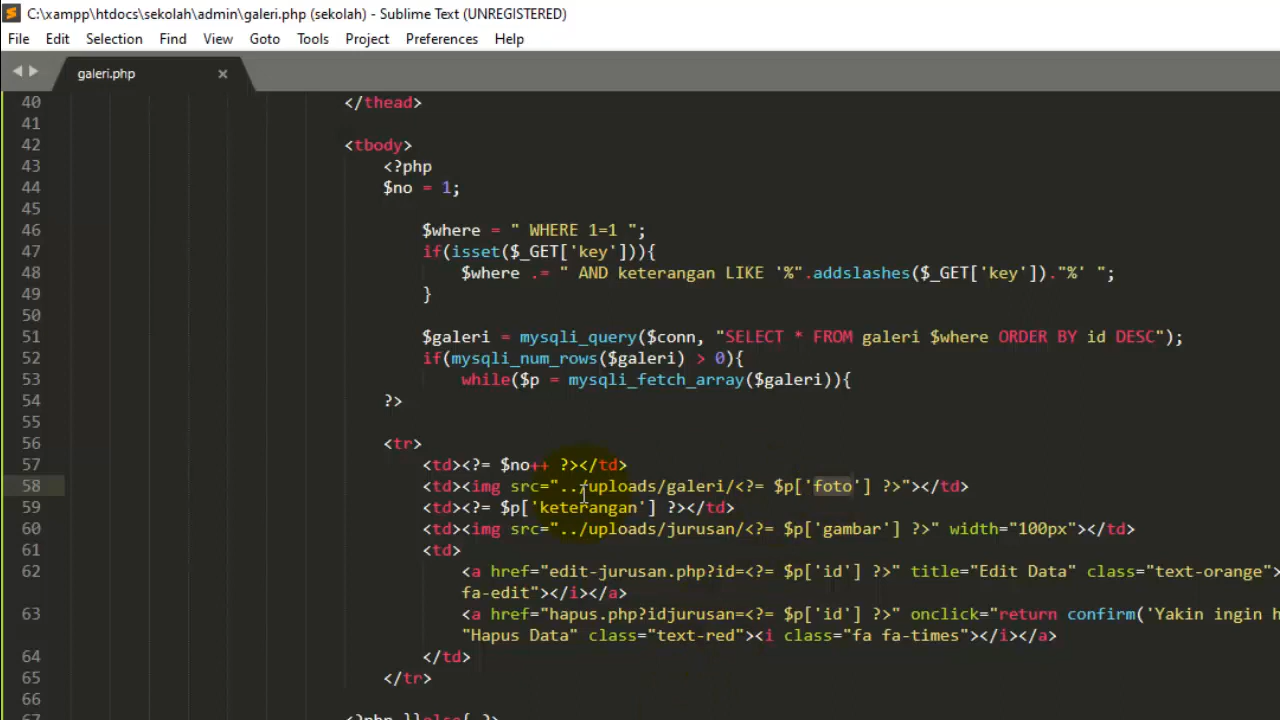 C:\xampp\htdocs\sekolah\admin\galeri.php (sekolah) - Sublime Text (UNREGISTERED)
File Edit Selection Find View Goto Tools Project Preferences Help
galeri.php
40 </thead>
41
42 <tbody>
43 <?php
44 $no = 1;
45
46 $where = " WHERE 1=1 ";
47 if(isset($_GET['key'])){
48 $where .= " AND keterangan LIKE '%".addslashes($_GET['key'])."%' ";
49 }
50
51 $galeri = mysqli_query($conn, "SELECT * FROM galeri $where ORDER BY id DESC");
52 if(mysqli_num_rows($galeri) > 0){
53 while($p = mysqli_fetch_array($galeri)){
54 ?>
55
56 <tr>
57 <td><?= $no++ ?></td>
58 <td><img src="../uploads/galeri/<?= $p['foto'] ?>"></td>
59 <td><?= $p['keterangan'] ?></td>
60 <td><img src="../uploads/jurusan/<?= $p['gambar'] ?>" width="100px"></td>
61 <td>
62 <a href="edit-jurusan.php?id=<?= $p['id'] ?>" title="Edit Data" class="text-orange">
fa-edit"></i></a>
63 <a href="hapus.php?idjurusan=<?= $p['id'] ?>" onclick="return confirm('Yakin ingin h
"Hapus Data" class="text-red"><i class="fa fa-times"></i></a>
64 </td>
65 </tr>
66
67 <?php }}else{ ?>